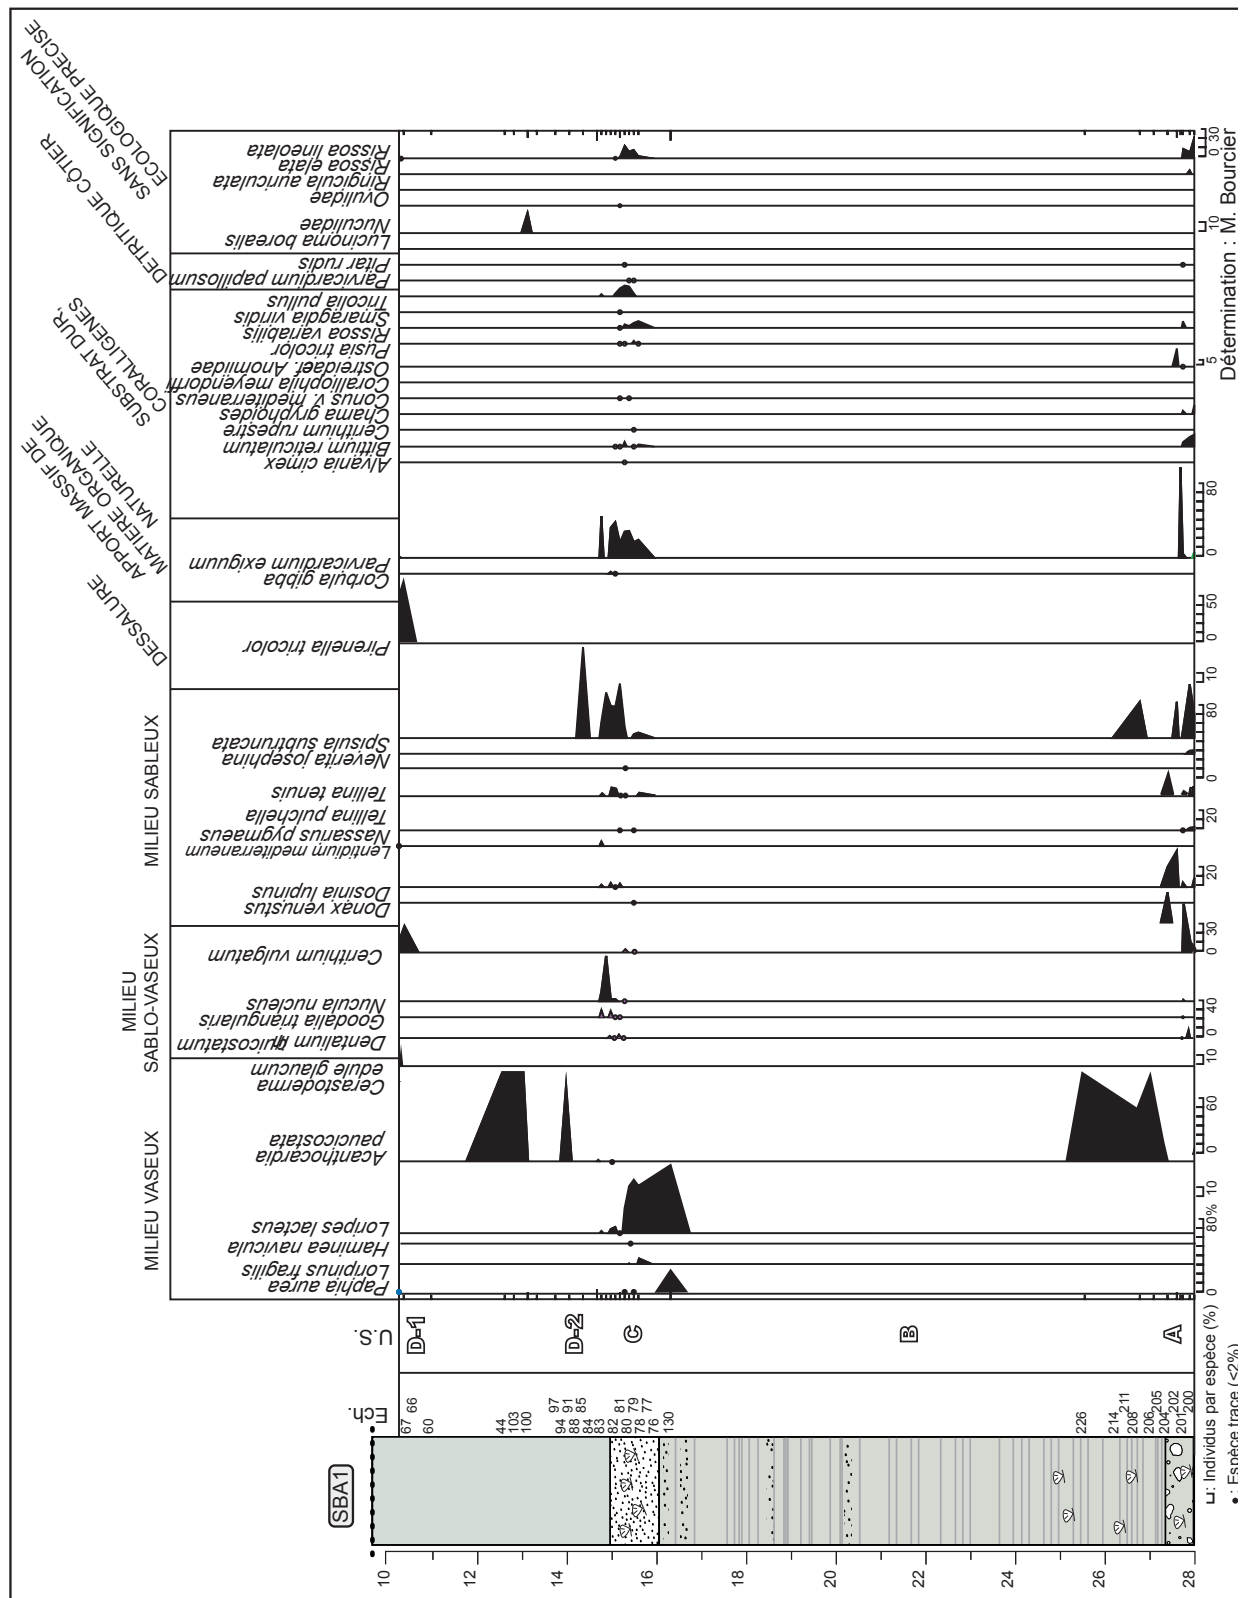 SANS SIGNIFICATION
ECOLOGIQUE PRECISE
DETRITIQUE CÔTIER
SUBSTRAT DUR,
CORALLIGENES
APPORT MASSIF DE
MATIERE ORGANIQUE
NATURELLE
DESSALURE
MILIEU SABLEUX
MILIEU
SABLO-VASEUX
MILIEU VASEUX
Rissoa lineolata
Rissoa elata
Ringicula auriculata
Ovulidae
Nuculidae
Lucinoma borealis
Pitar rudis
Parvicardium papillosum
Tricolia pullus
Smaragdia viridis
Rissoa variabilis
Pusia tricolor
Ostreidaef. Anomiidae
Coralliophila meyendorffi
Conus v. mediterraneus
Chama gryphoides
Cerithium rupestre
Bittium reticulatum
Alvania cimex
Parvicardium exiguum
Corbula gibba
Pirenella tricolor
Spisula subtruncata
Neverita josephina
Tellina tenuis
Tellina pulchella
Nassarius pygmaeus
Lentidium mediterraneum
Dosinia lupinus
Donax venustus
Cerithium vulgatum
Nucula nucleus
Goodalia triangularis
Dentalium
Cerastoderma
edule glaucum
Acanthocardia
paucicostata
Loripes lacteus
Haminea navicula
Loripinus fragilis
Paphia aurea
U.S.
D-1
D-2
C
B
A
Ech.
67 66
60
44
103
100
94 97
88 91
84 85
83
82 81
80 79
78 77
76
130
226
214 211
208
206 205
204 202
201 200
SBA1
10
12
14
16
18
20
22
24
26
28
0 30
10
5
0 80
0 50
10
0 80
20
20
0 30
0 40
10
0 60
10
0 80%
: Individus par espèce (%)
• : Espèce trace (<2%)
Détermination : M. Bourcier